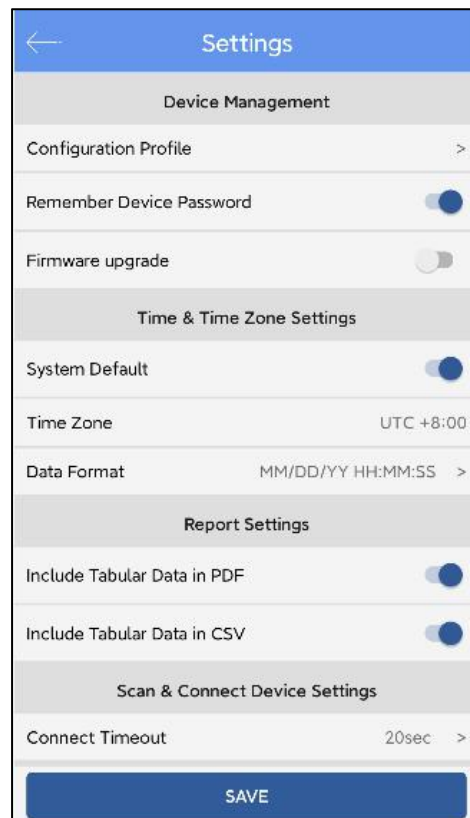 Settings
Device Management
Configuration Profile >
Remember Device Password
Firmware upgrade
Time & Time Zone Settings
System Default
Time Zone UTC +8:00
Data Format MM/DD/YY HH:MM:SS >
Report Settings
Include Tabular Data in PDF
Include Tabular Data in CSV
Scan & Connect Device Settings
Connect Timeout 20sec >
SAVE